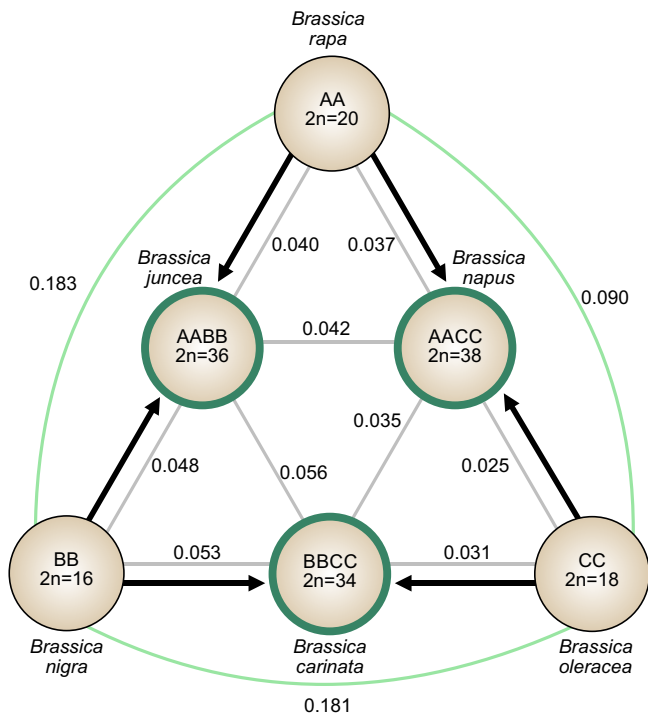 Brassica
rapa
AA
2n=20
0.040
0.037
Brassica
juncea
Brassica
napus
0.183
0.090
AABB
2n=36
0.042
AACC
2n=38
0.035
0.048
0.056
0.025
BB
2n=16
0.053
BBCC
2n=34
0.031
CC
2n=18
Brassica
nigra
Brassica
carinata
Brassica
oleracea
0.181